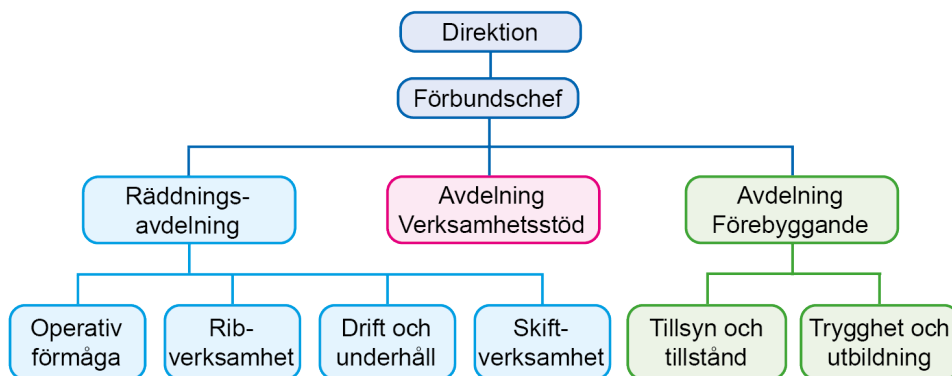 Direktion
Förbundschef
Räddnings-
avdelning
Avdelning
Verksamhetsstöd
Avdelning
Förebyggande
Operativ
förmåga
Rib-
verksamhet
Drift och
underhåll
Skift-
verksamhet
Tillsyn och
tillstånd
Trygghet och
utbildning